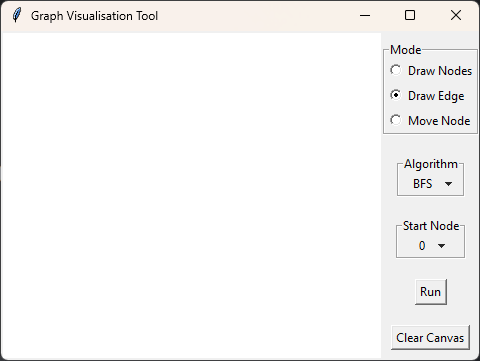 Graph Visualisation Tool
Mode
Draw Nodes
Draw Edge
Move Node
Algorithm
BFS
Start Node
0
Run
Clear Canvas